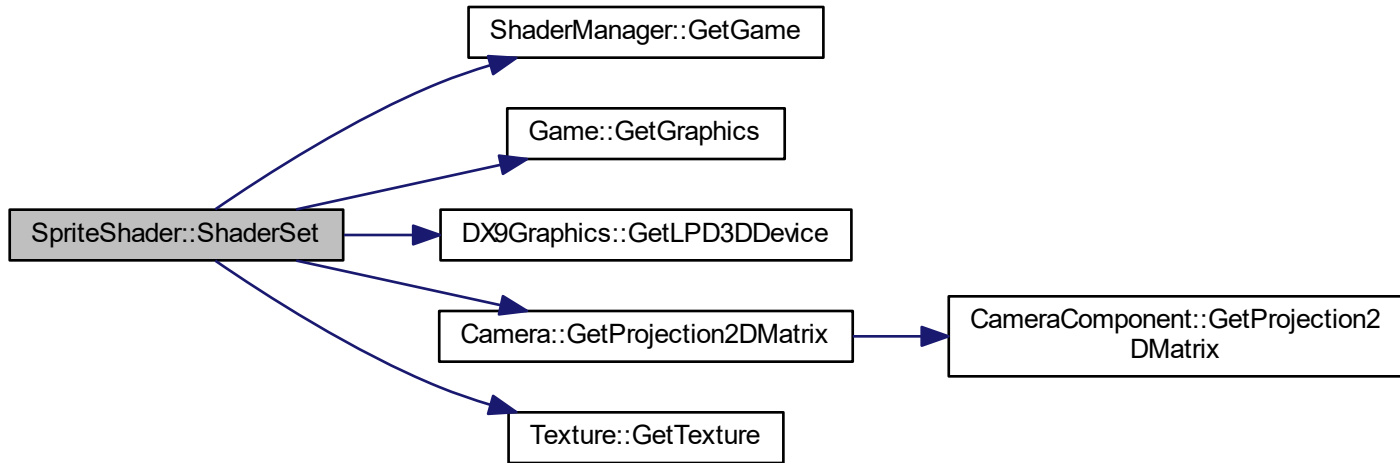 ShaderManager::GetGame
Game::GetGraphics
SpriteShader::ShaderSet
DX9Graphics::GetLPD3DDevice
Camera::GetProjection2DMatrix
CameraComponent::GetProjection2
DMatrix
Texture::GetTexture